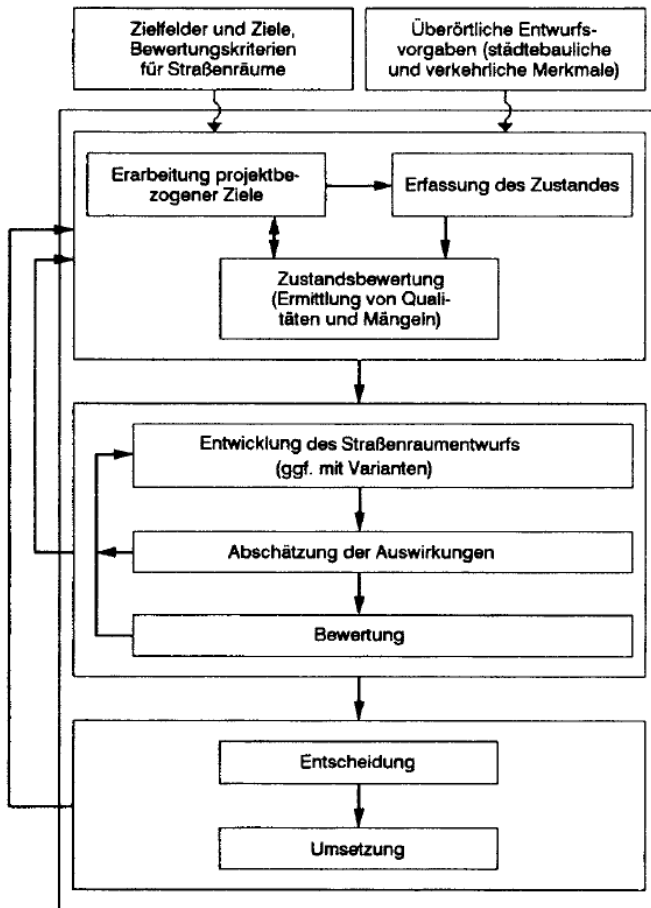 Zielfelder und Ziele,
Bewertungskriterien
für Straßenräume
Überörtliche Entwurfs-
vorgaben (städtebauliche
und verkehrliche Merkmale)
Erarbeitung projektbe-
zogener Ziele
Erfassung des Zustandes
Zustandsbewertung
(Ermittlung von Quali-
täten und Mängeln)
Entwicklung des Straßenraumentwurfs
(ggf. mit Varianten)
Abschätzung der Auswirkungen
Bewertung
Entscheidung
Umsetzung